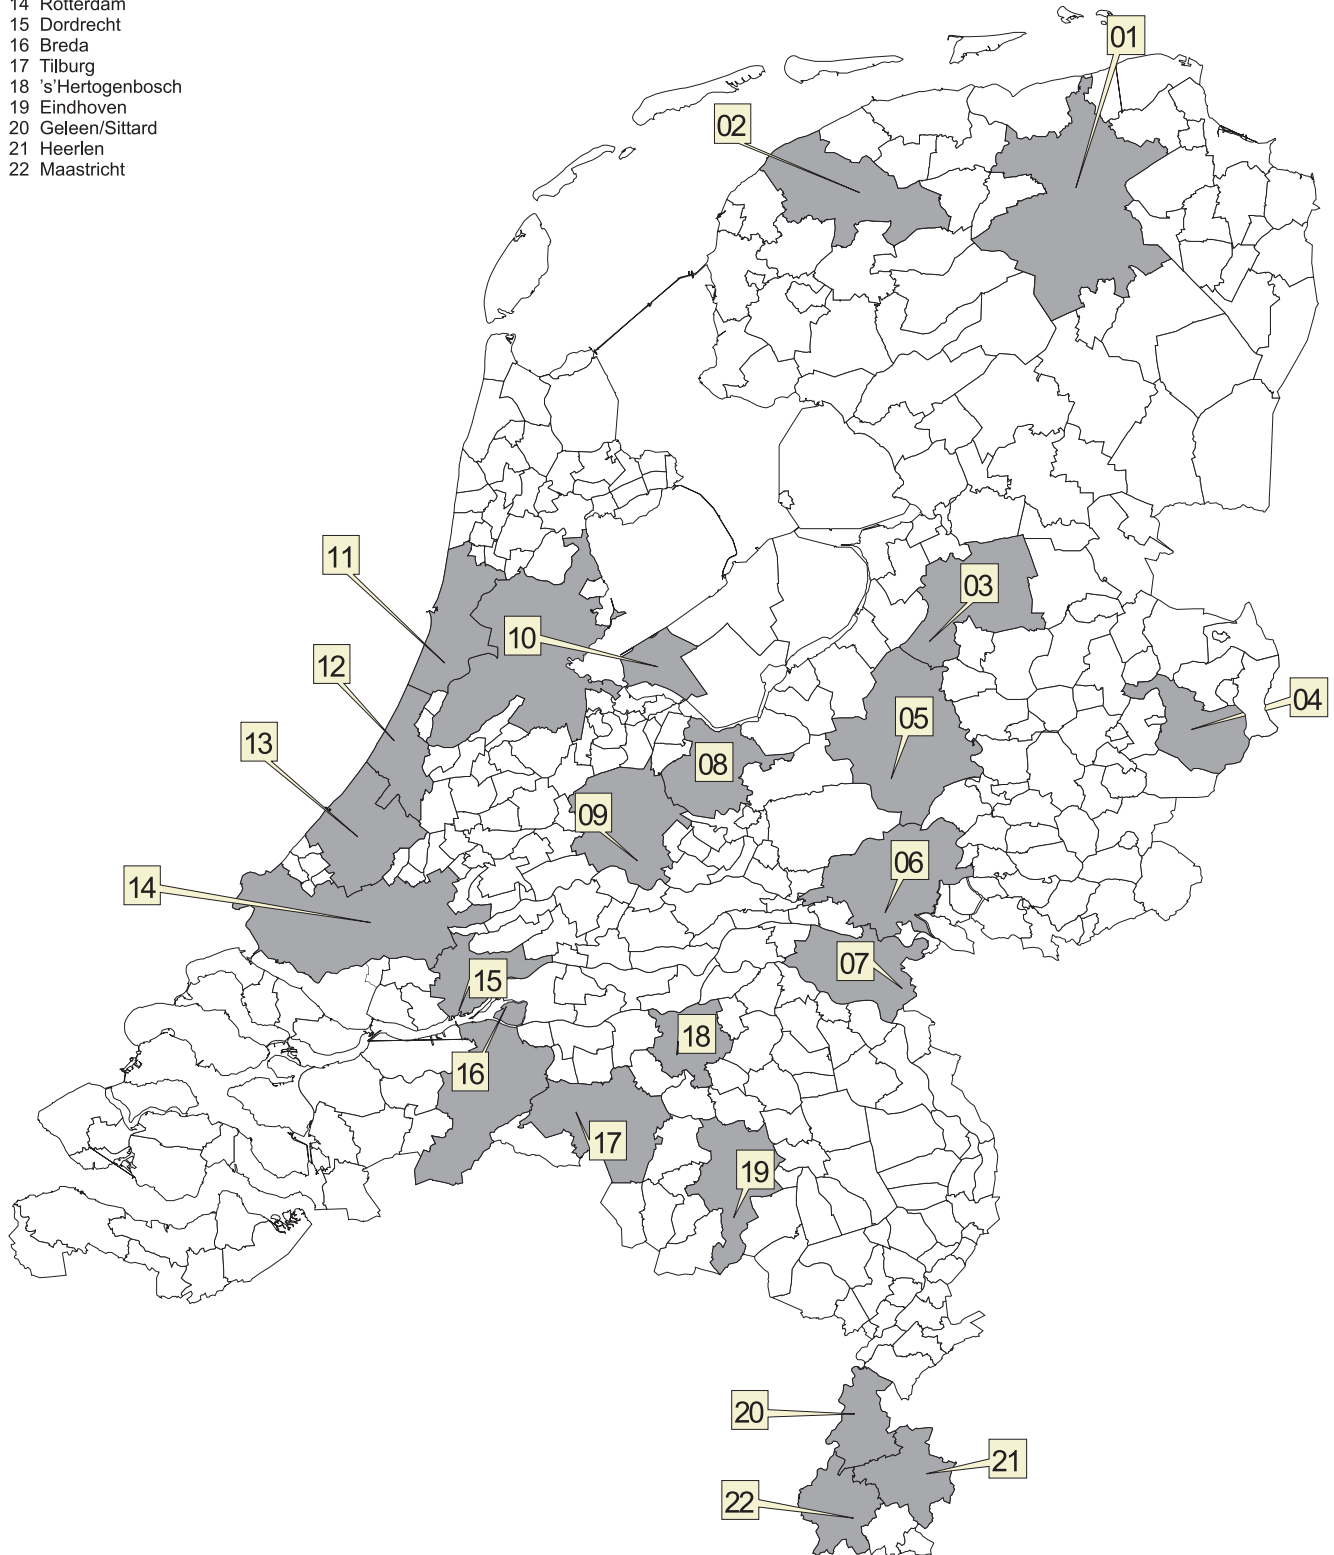 14 Rotterdam
15 Dordrecht
16 Breda
17 Tilburg
18 's'Hertogenbosch
19 Eindhoven
20 Geleen/Sittard
21 Heerlen
22 Maastricht
01
02
11
03
10
12
04
05
13
08
09
06
14
07
15
18
16
17
19
20
21
22